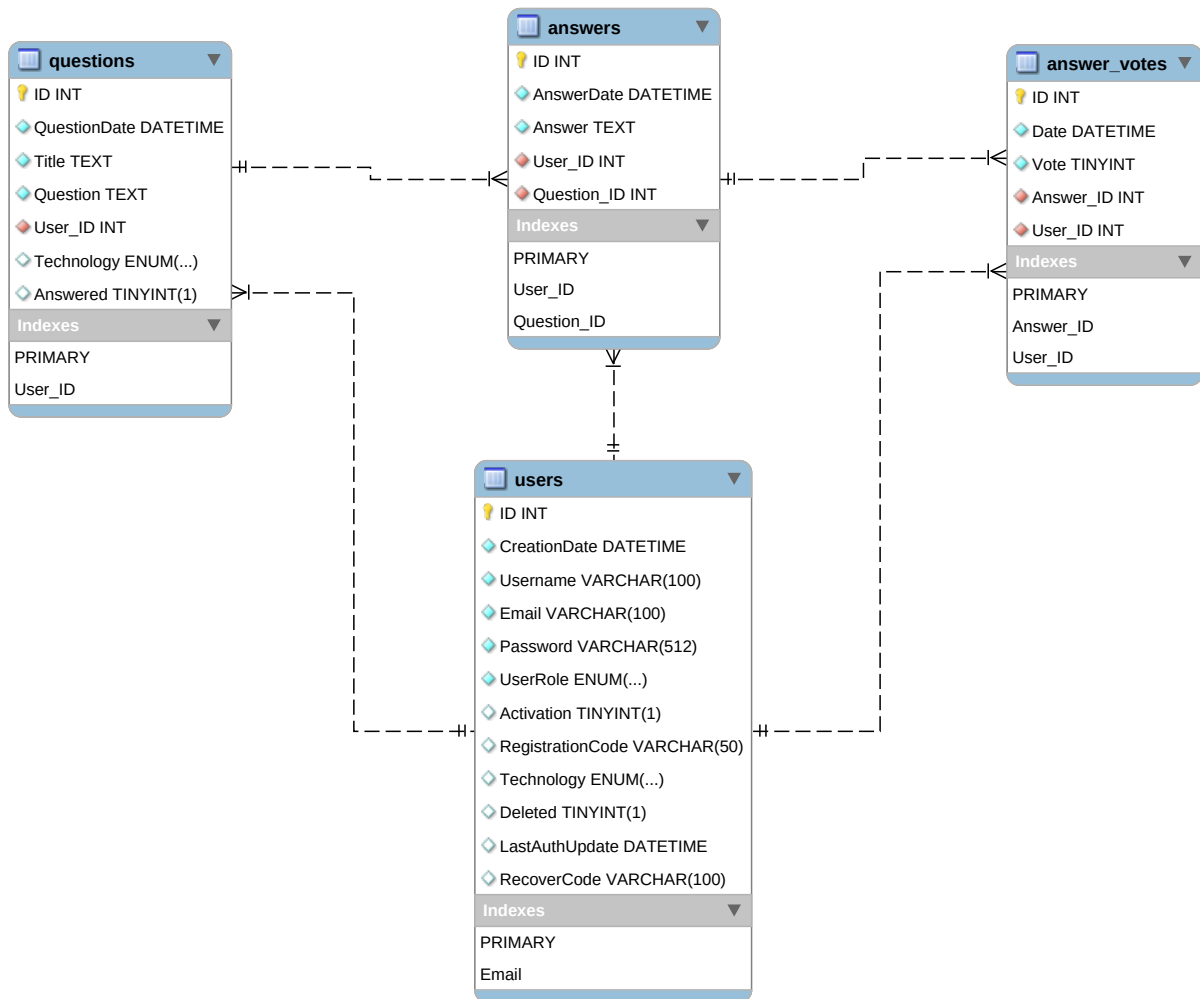 questions
ID INT
QuestionDate DATETIME
Title TEXT
Question TEXT
User_ID INT
Technology ENUM(...)
Answered TINYINT(1)
Indexes
PRIMARY
User_ID
answers
ID INT
AnswerDate DATETIME
Answer TEXT
User_ID INT
Question_ID INT
Indexes
PRIMARY
User_ID
Question_ID
answer_votes
ID INT
Date DATETIME
Vote TINYINT
Answer_ID INT
User_ID INT
Indexes
PRIMARY
Answer_ID
User_ID
users
ID INT
CreationDate DATETIME
Username VARCHAR(100)
Email VARCHAR(100)
Password VARCHAR(512)
UserRole ENUM(...)
Activation TINYINT(1)
RegistrationCode VARCHAR(50)
Technology ENUM(...)
Deleted TINYINT(1)
LastAuthUpdate DATETIME
RecoverCode VARCHAR(100)
Indexes
PRIMARY
Email